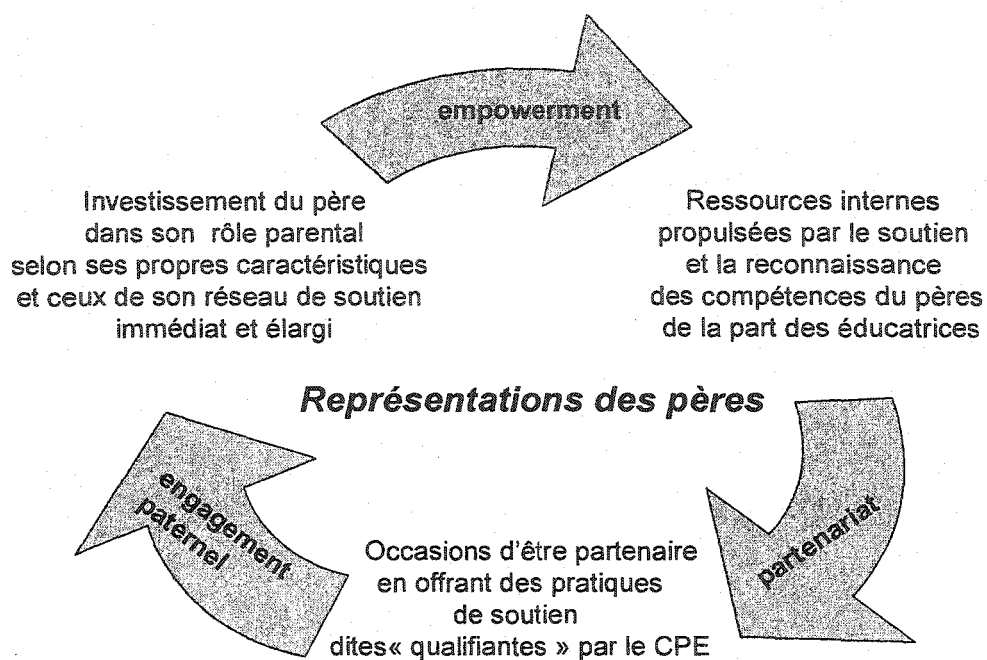 empowerment
Investissement du père
dans son rôle parental
selon ses propres caractéristiques
et ceux de son réseau de soutien
immédiat et élargi
Ressources internes
propulsées par le soutien
et la reconnaissance
des compétences du pères
de la part des éducatrices
Représentations des pères
engagement
paternel
partenariat
Occasions d'être partenaire
en offrant des pratiques
de soutien
dites« qualifiantes » par le CPE